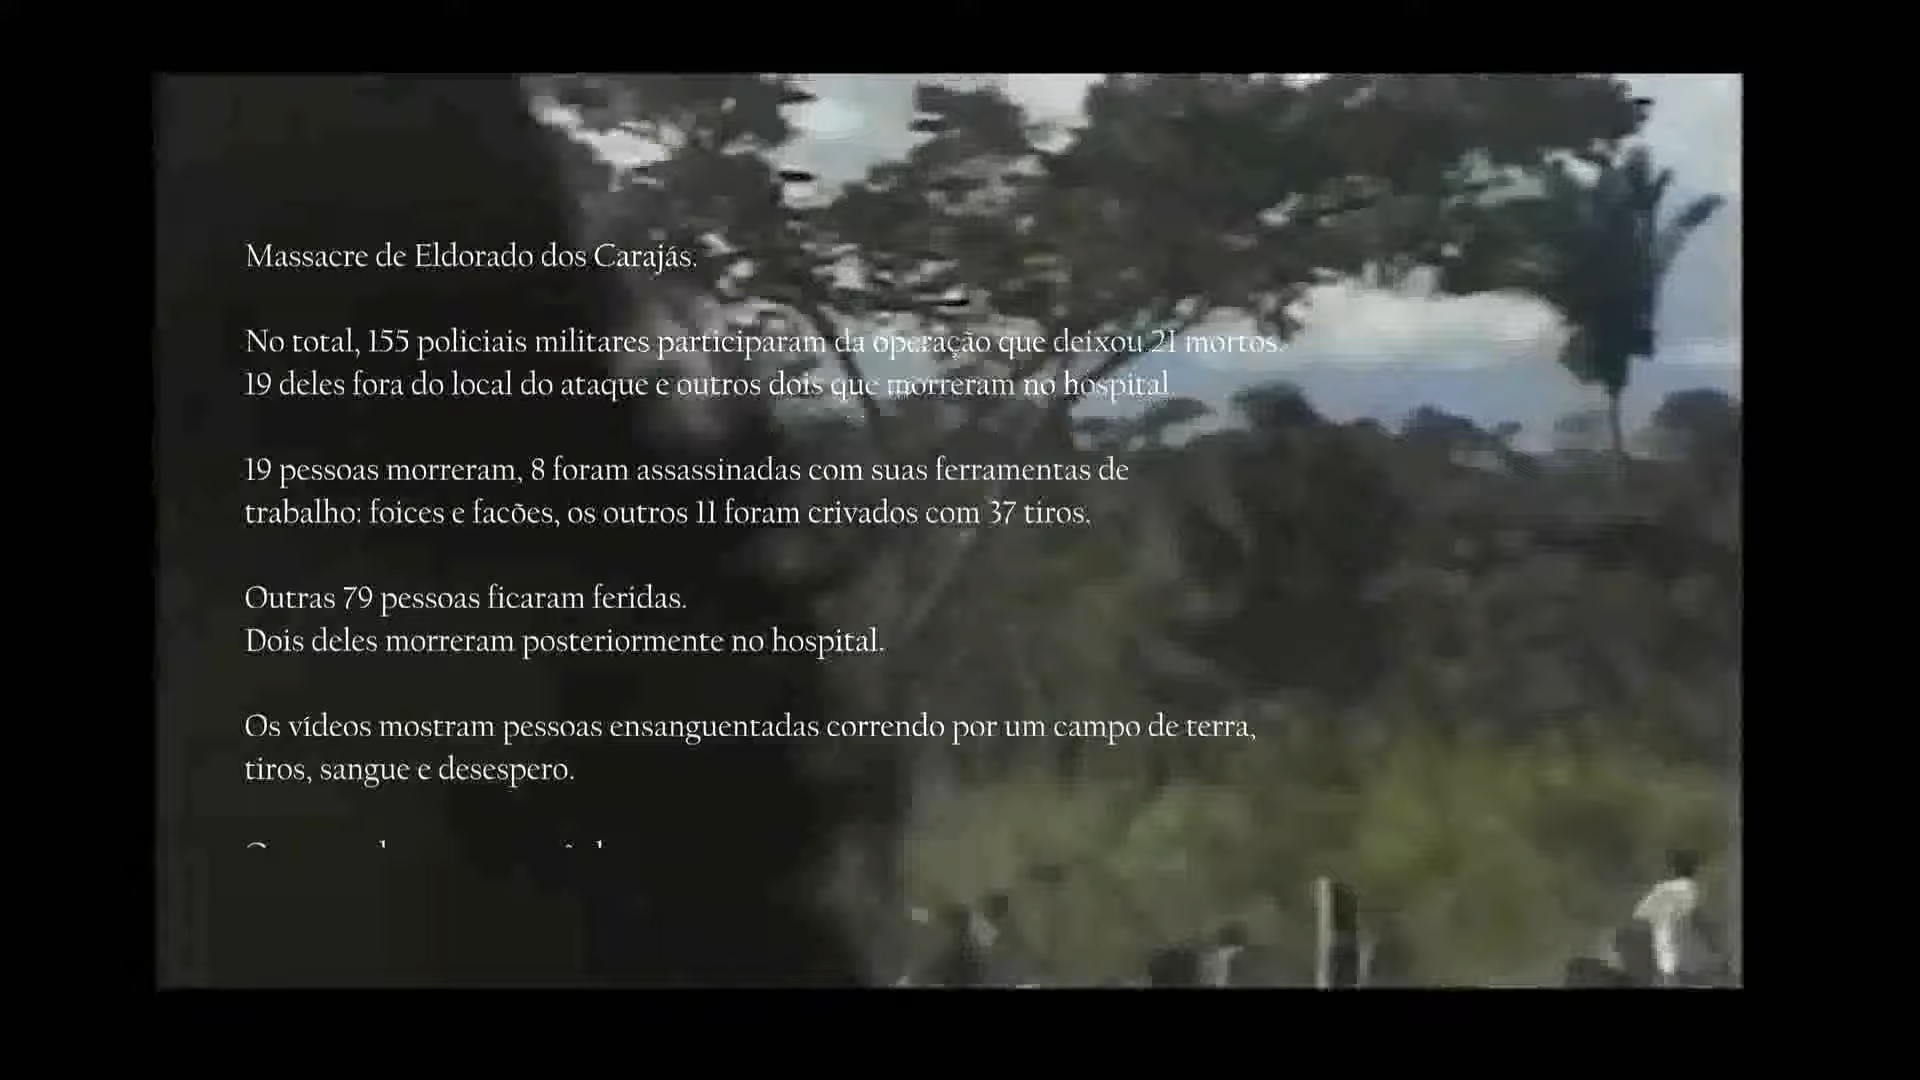 Massacre de Eldorado dos Carajás.
No total, 155 policiais militares participaram da operação que deixou 21 mortos.
19 deles fora do local do ataque e outros dois que morreram no hospital.
19 pessoas morreram, 8 foram assassinadas com suas ferramentas de
trabalho: foices e facões, os outros 11 foram crivados com 37 tiros.
Outras 79 pessoas ficaram feridas.
Dois deles morreram posteriormente no hospital.
Os vídeos mostram pessoas ensanguentadas correndo por um campo de terra,
tiros, sangue e desespero.